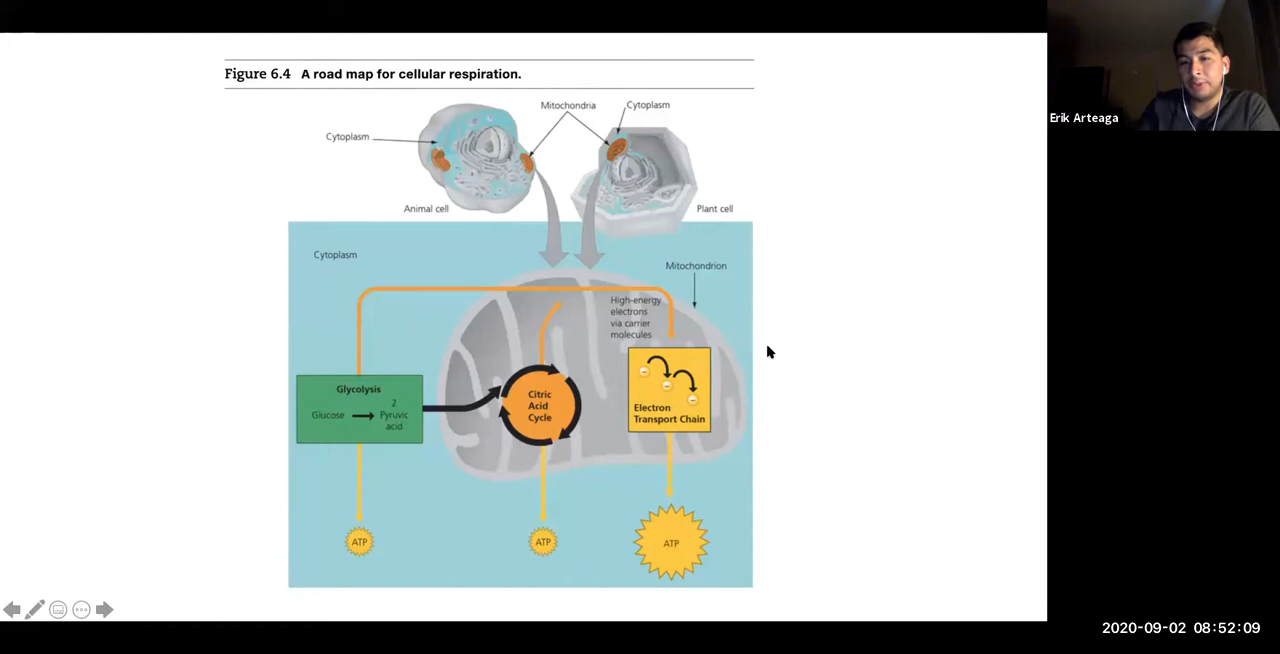 Figure 6.4 A road map for cellular respiration.
Mitochondria
Cytoplasm
Cytoplasm
Animal cell
Plant cell
Cytoplasm
Mitochondrion
High-energy
electrons
via carrier
molecules
Glycolysis
Glucose
2
Pyruvic
acid
Citric
Acid
Cycle
Electron
Transport Chain
ATP
ATP
ATP
Erik Arteaga
2020-09-02 08:52:09